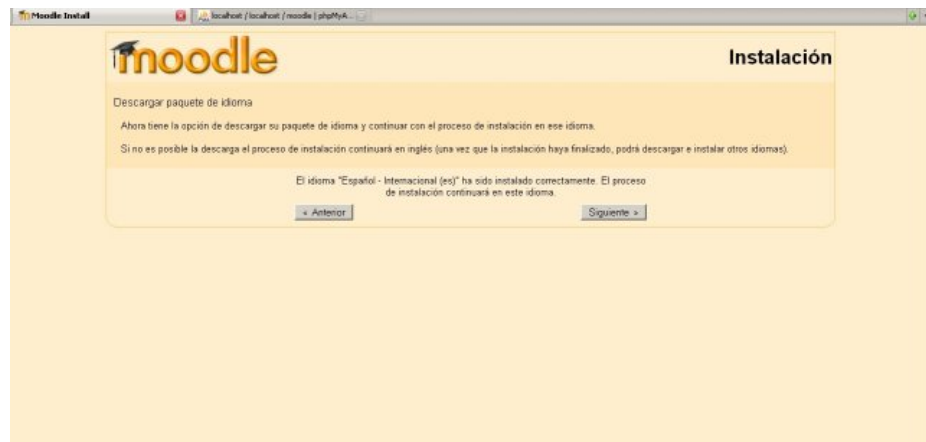 Moodle Install
localhost / localhost / moodle | phpMyA...
moodle
Instalación
Descargar paquete de idioma
Ahora tiene la opción de descargar su paquete de idioma y continuar con el proceso de instalación en ese idioma.
Si no es posible la descarga el proceso de instalación continuará en inglés (una vez que la instalación haya finalizado, podrá descargar e instalar otros idiomas).
El idioma "Español - Internacional (es)" ha sido instalado correctamente. El proceso
de instalación continuará en este idioma.
« Anterior
Siguiente »